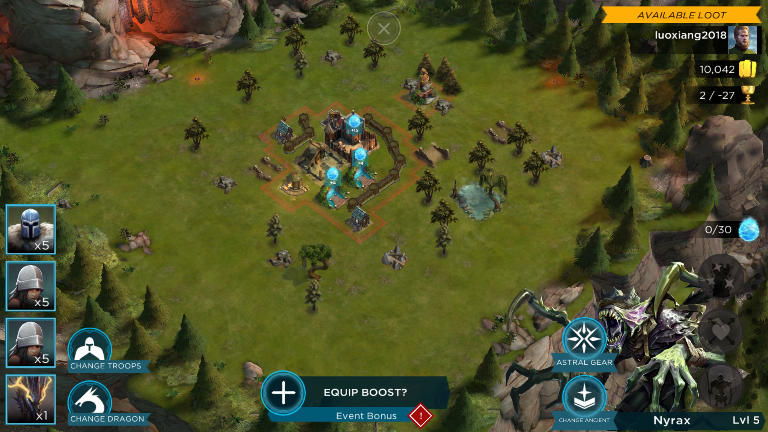 AVAILABLE LOOT
luoxiang2018
10,042
2 / -27
0/30
x5
x5
x5
x1
CHANGE TROOPS
CHANGE DRAGON
EQUIP BOOST?
Event Bonus
ASTRAL GEAR
CHANGE ANCIENT
Nyrax Lvl 5